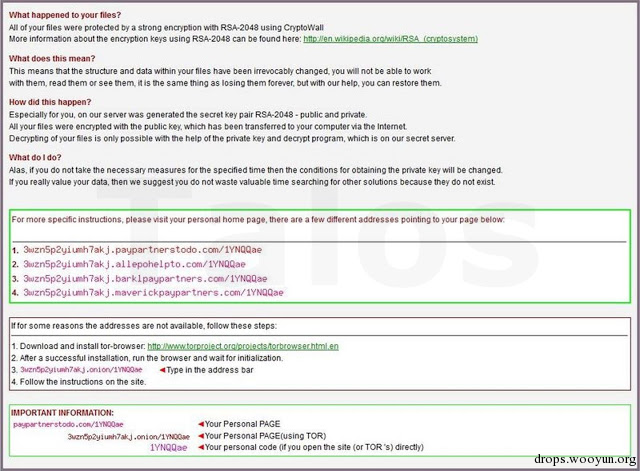 What happened to your files?
All of your files were protected by a strong encryption with RSA-2048 using CryptoWall
More information about the encryption keys using RSA-2048 can be found here: http://en.wikipedia.org/wiki/RSA_(cryptosystem)
What does this mean?
This means that the structure and data within your files have been irrevocably changed, you will not be able to work
with them, read them or see them, it is the same thing as losing them forever, but with our help, you can restore them.
How did this happen?
Especially for you, on our server was generated the secret key pair RSA-2048 - public and private.
All your files were encrypted with the public key, which has been transferred to your computer via the Internet.
Decrypting of your files is only possible with the help of the private key and decrypt program, which is on our secret server.
What do I do?
Alas, if you do not take the necessary measures for the specified time then the conditions for obtaining the private key will be changed.
If you really value your data, then we suggest you do not waste valuable time searching for other solutions because they do not exist.
Talos
For more specific instructions, please visit your personal home page, there are a few different addresses pointing to your page below:
1. 3wzn5p2yiumh7akj.paypartnerstodo.com/1YNQQae
2. 3wzn5p2yiumh7akj.allepohelpto.com/1YNQQae
3. 3wzn5p2yiumh7akj.barklpaypartners.com/1YNQQae
4. 3wzn5p2yiumh7akj.maverickpaypartners.com/1YNQQae
If for some reasons the addresses are not available, follow these steps:
1. Download and install tor-browser: http://www.torproject.org/projects/torbrowser.html.en
2. After a successful installation, run the browser and wait for initialization.
3. 3wzn5p2yiumh7akj.onion/1YNQQae ◄Type in the address bar
4. Follow the instructions on the site.
IMPORTANT INFORMATION:
paypartnerstodo.com/1YNQQae ◄Your Personal PAGE
3wzn5p2yiumh7akj.onion/1YNQQae ◄Your Personal PAGE(using TOR)
1YNQQae ◄Your personal code (if you open the site (or TOR 's) directly)
drops.wooyun.org